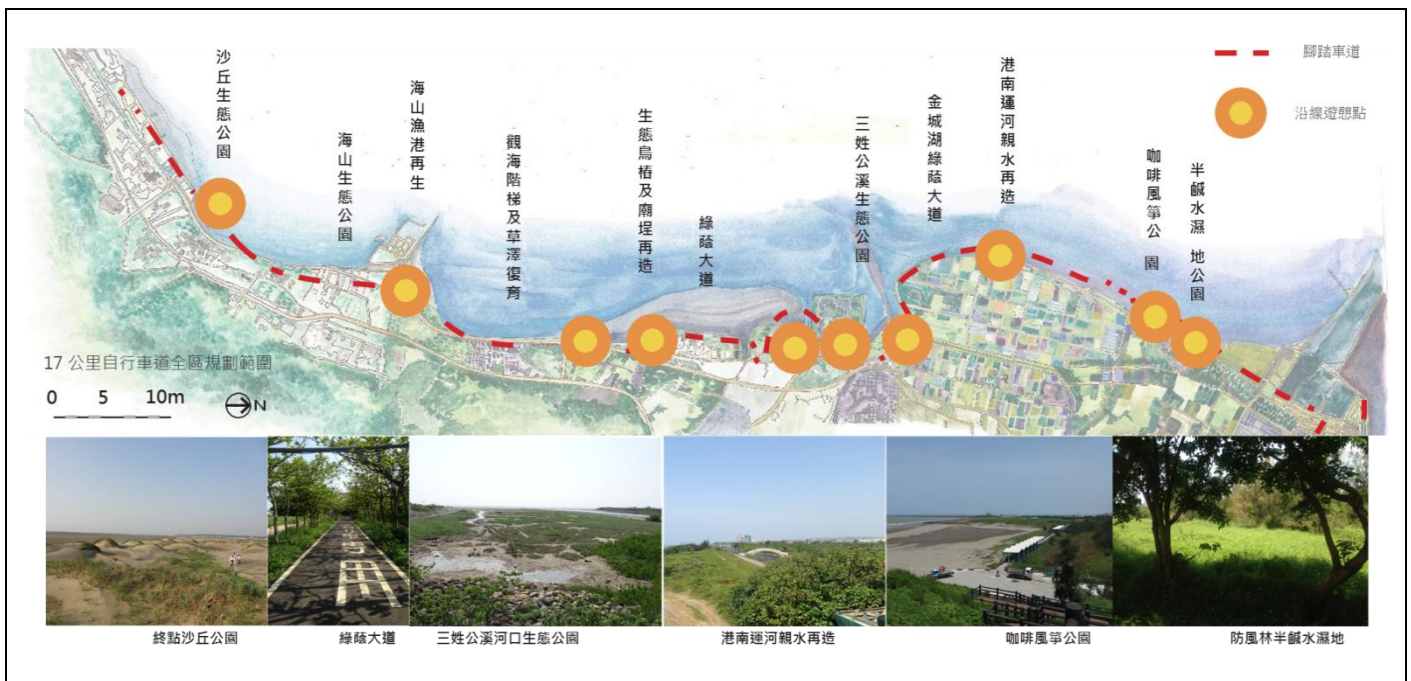 腳踏車道
沿線遊憩點
沙丘生態公園
海山生態公園
海山漁港再生
觀海階梯及草澤復育
生態鳥樁及廟埕再造
綠蔭大道
三姓公溪生態公園
金城湖綠蔭大道
港南運河親水再造
咖啡風箏公 園
半鹹水濕 地公園
17 公里自行車道全區規劃範圍
0 5 10m
N
終點沙丘公園
綠蔭大道
三姓公溪河口生態公園
港南運河親水再造
咖啡風箏公園
防風林半鹹水濕地